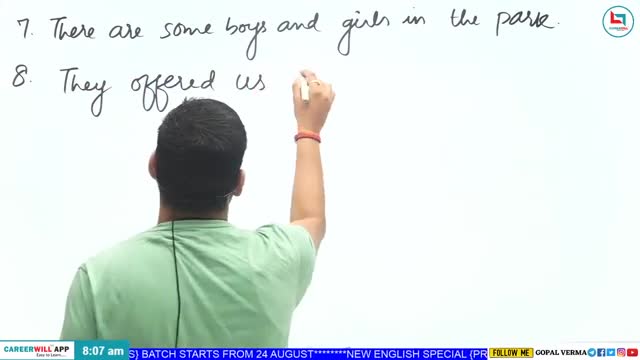 7. There are some boys and girls in the park.
8. They offered us
CAREERWILL APP
Easy to Learn....
8:07 am
S} BATCH STARTS FROM 24 AUGUST********NEW ENGLISH SPECIAL {PR
FOLLOW ME
GOPAL VERMA